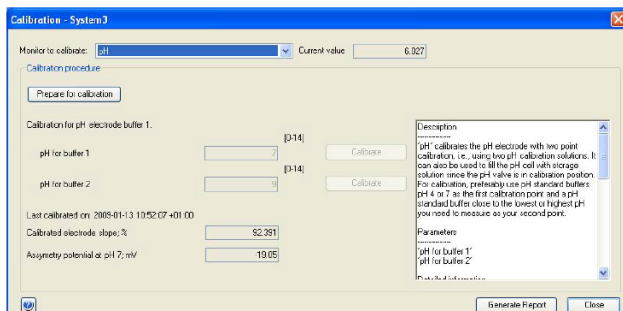 Calibration - System3
Monitor to calibrate: pH Current value 6.027
Calibration procedure
Prepare for calibration
Calibration for pH electrode buffer 1.
[0-14]
pH for buffer 1 7 Calibrate
[0-14]
pH for buffer 2 9 Calibrate
Last calibrated on: 2009-01-13 10:52:07 +01:00
Calibrated electrode slope; % 92.391
Assymetry potential at pH 7; mV -19.05
Description
-----------
"pH" calibrates the pH electrode with two point
calibration, i.e., using two pH calibration solutions. It
can also be used to fill the pH cell with storage
solution since the pH valve is in calibration position.
For calibration, preferably use pH standard buffers
pH 4 or 7 as the first calibration point and a pH
standard buffer close to the lowest or highest pH
you need to measure as your second point.
Parameters
-----------
"pH for buffer 1"
"pH for buffer 2"
Detailed information
Generate Report Close